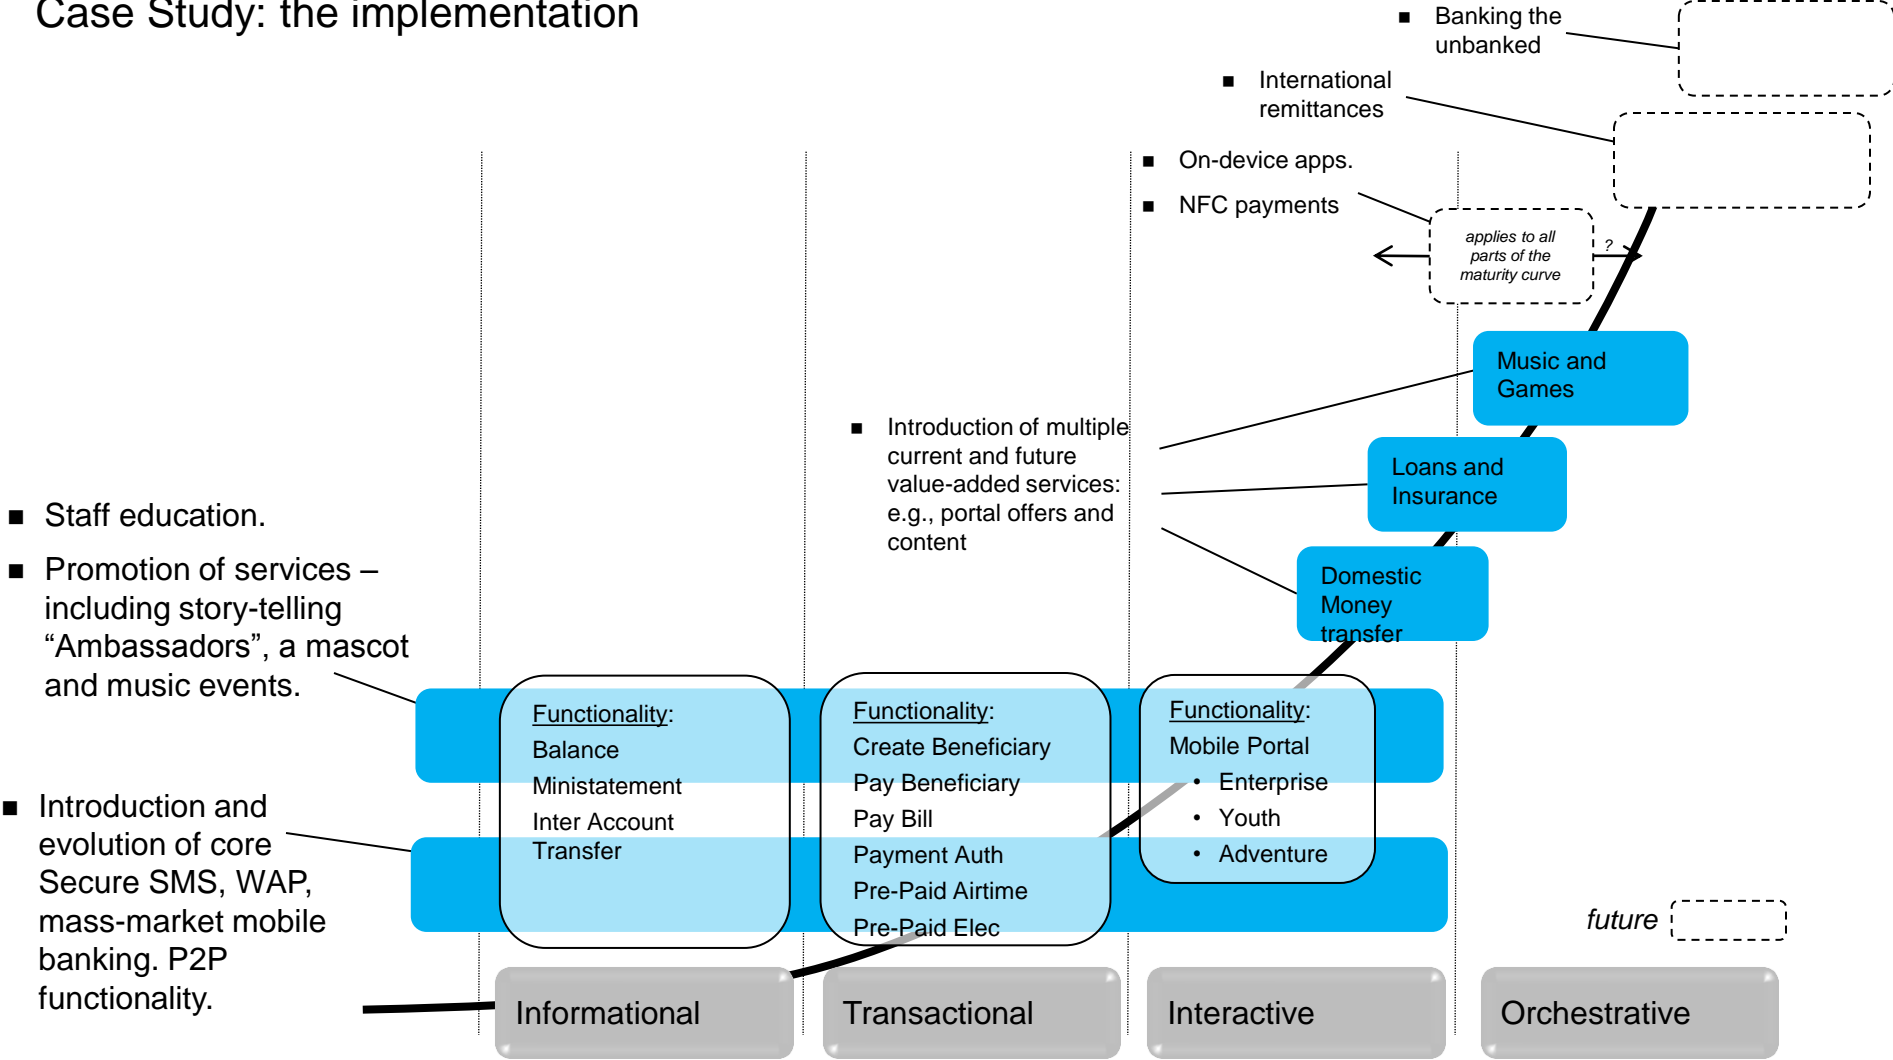 Case Study: the implementation
■ Banking the
unbanked
■ International
remittances
■ On-device apps.
■ NFC payments
applies to all
parts of the
maturity curve
?
Music and
Games
■ Introduction of multiple
current and future
value-added services:
e.g., portal offers and
content
Loans and
Insurance
Domestic
Money
transfer
■ Staff education.
■ Promotion of services –
including story-telling
“Ambassadors”, a mascot
and music events.
■ Introduction and
evolution of core
Secure SMS, WAP,
mass-market mobile
banking. P2P
functionality.
Functionality:
Balance
Ministatement
Inter Account
Transfer
Functionality:
Create Beneficiary
Pay Beneficiary
Pay Bill
Payment Auth
Pre-Paid Airtime
Pre-Paid Elec
Functionality:
Mobile Portal
• Enterprise
• Youth
• Adventure
future
Informational
Transactional
Interactive
Orchestrative